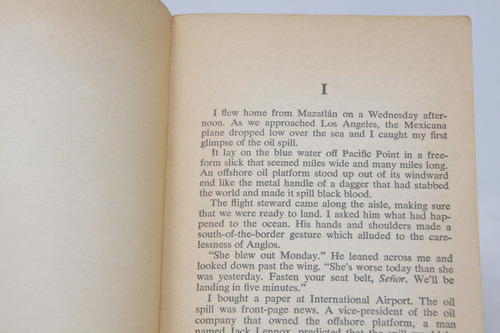 I
I flew home from Mazatlán on a Wednesday after-
noon. As we approached Los Angeles, the Mexicana
plane dropped low over the sea and I caught my first
glimpse of the oil spill.
It lay on the blue water off Pacific Point in a free-
form slick that seemed miles wide and many miles long.
An offshore oil platform stood up out of its windward
end like the metal handle of a dagger that had stabbed
the world and made it spill black blood.
The flight steward came along the aisle, making sure
that we were ready to land. I asked him what had hap-
pened to the ocean. His hands and shoulders made a
south-of-the-border gesture which alluded to the care-
lessness of Anglos.
"She blew out Monday." He leaned across me and
looked down past the wing. "She's worse today than she
was yesterday. Fasten your seat belt, Señor. We'll be
landing in five minutes."
I bought a paper at International Airport. The oil
spill was front-page news. A vice-president of the oil
company that owned the offshore platform, a man
named Jack Lennox, predicted that the spill would be